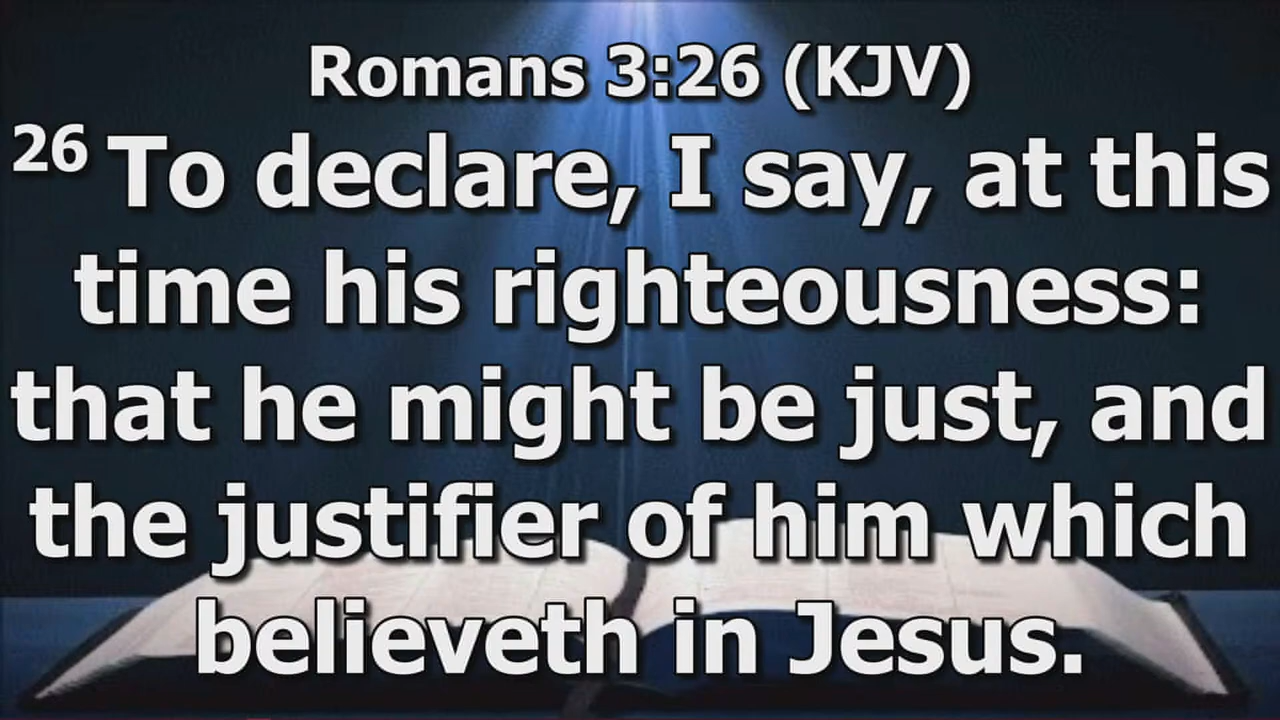 Romans 3:26 (KJV)
26 To declare, I say, at this
time his righteousness:
that he might be just, and
the justifier of him which
believeth in Jesus.